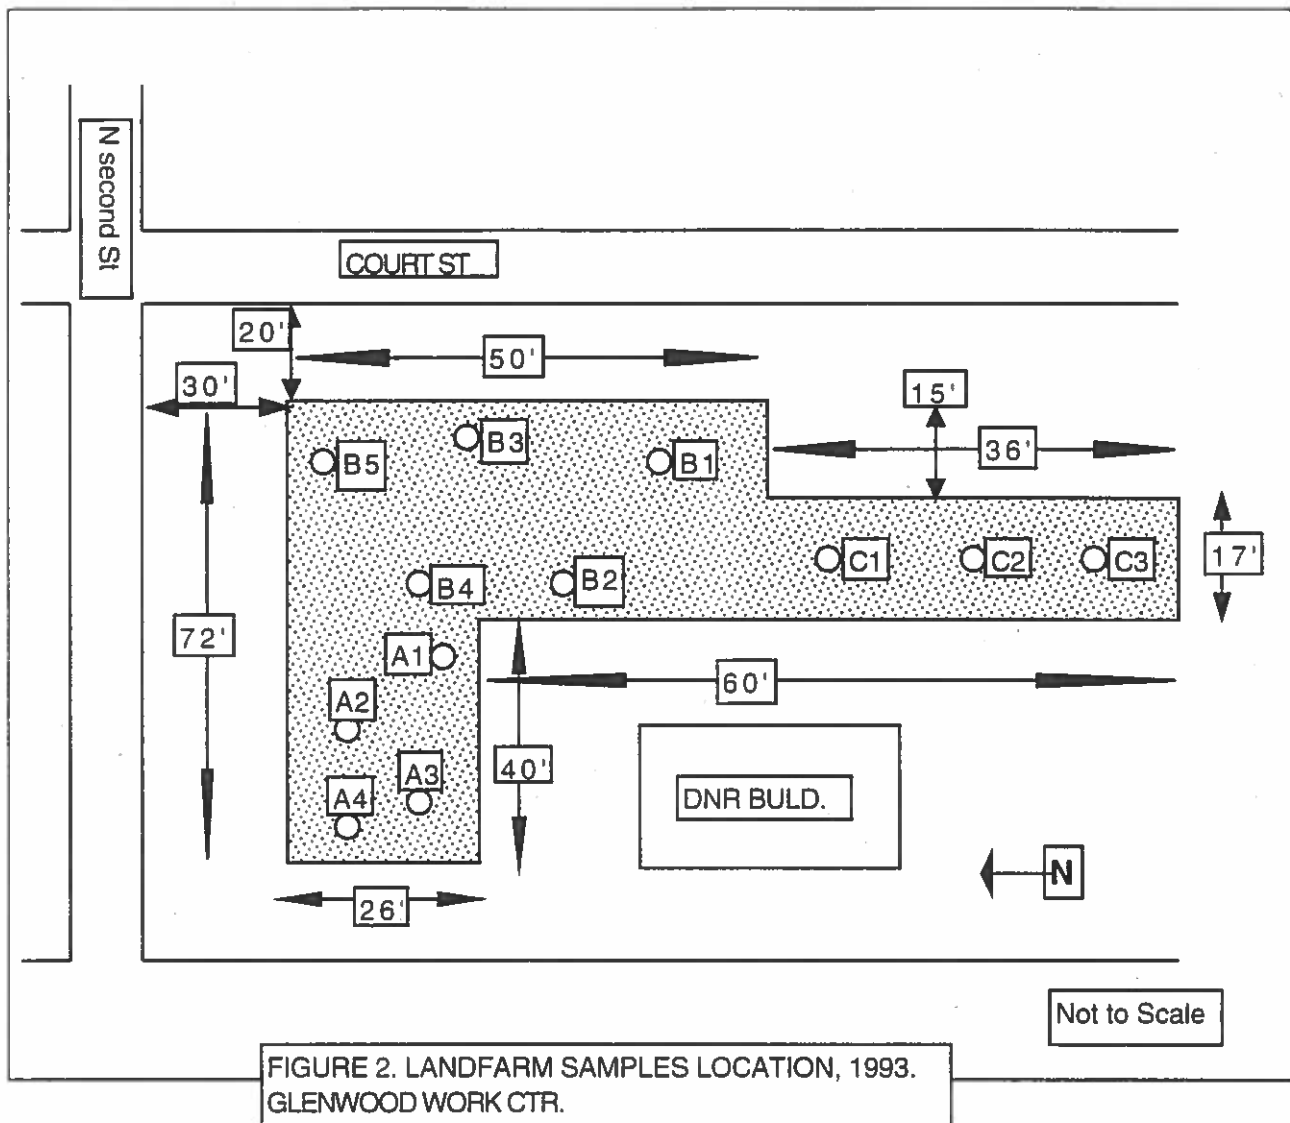 N second St
COURT ST
20'
50'
30'
15'
B3
B5
B1
36'
C1
C2
C3
17'
B4
B2
72'
A1
60'
A2
40'
A3
A4
DNR BULD.
N
26'
Not to Scale
FIGURE 2. LANDFARM SAMPLES LOCATION, 1993.
GLENWOOD WORK CTR.